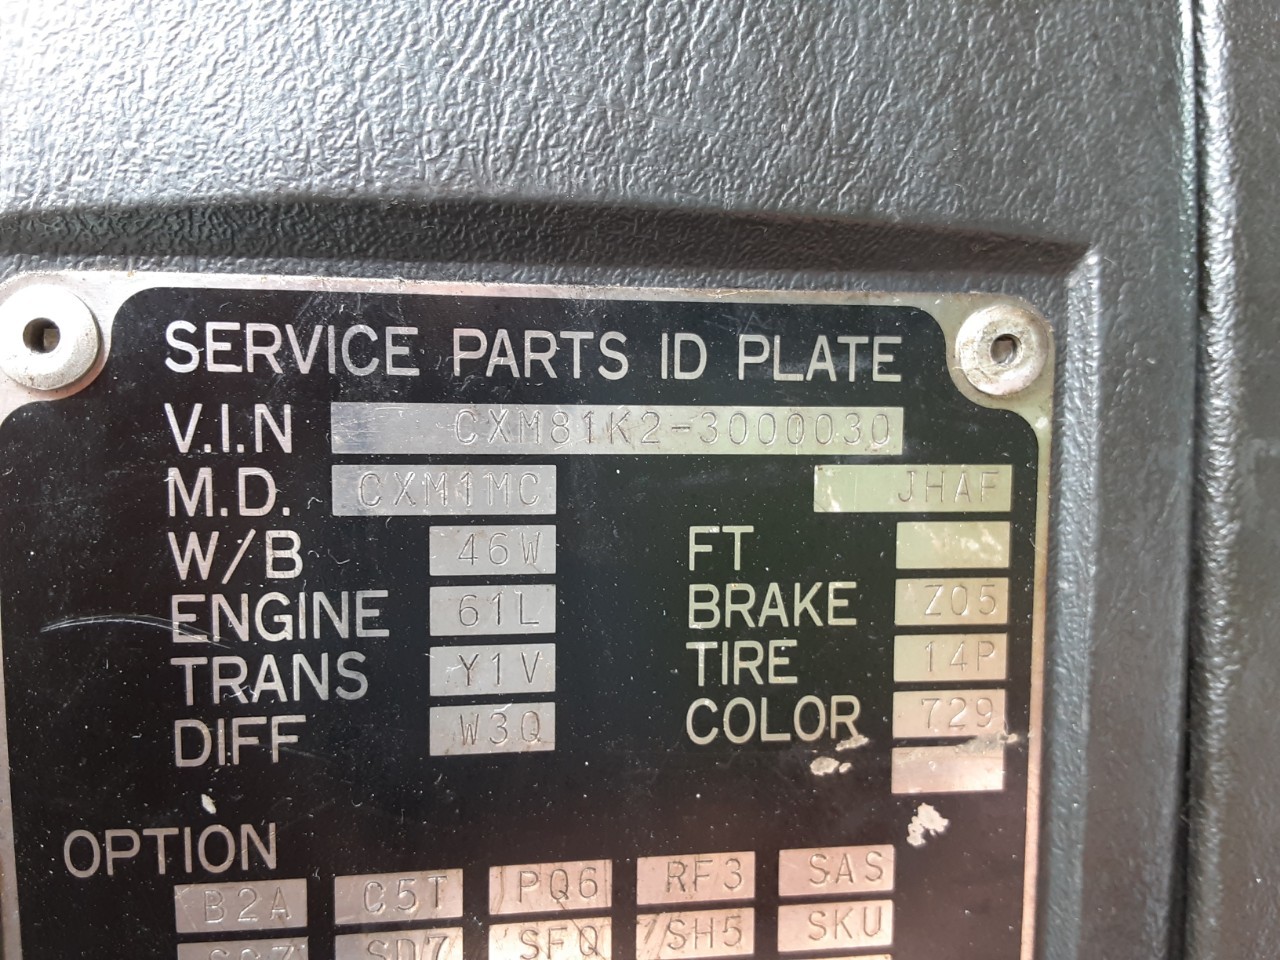 SERVICE PARTS ID PLATE
V.I.N CXM81K2-3000030
M.D. CXM1MC JHAF
W/B 46W FT
ENGINE 61L BRAKE Z05
TRANS Y1V TIRE 14P
DIFF W3Q COLOR 729
OPTION
B2A C5T PQ6 RF3 SAS
SD7 SFQ SH5 SKU